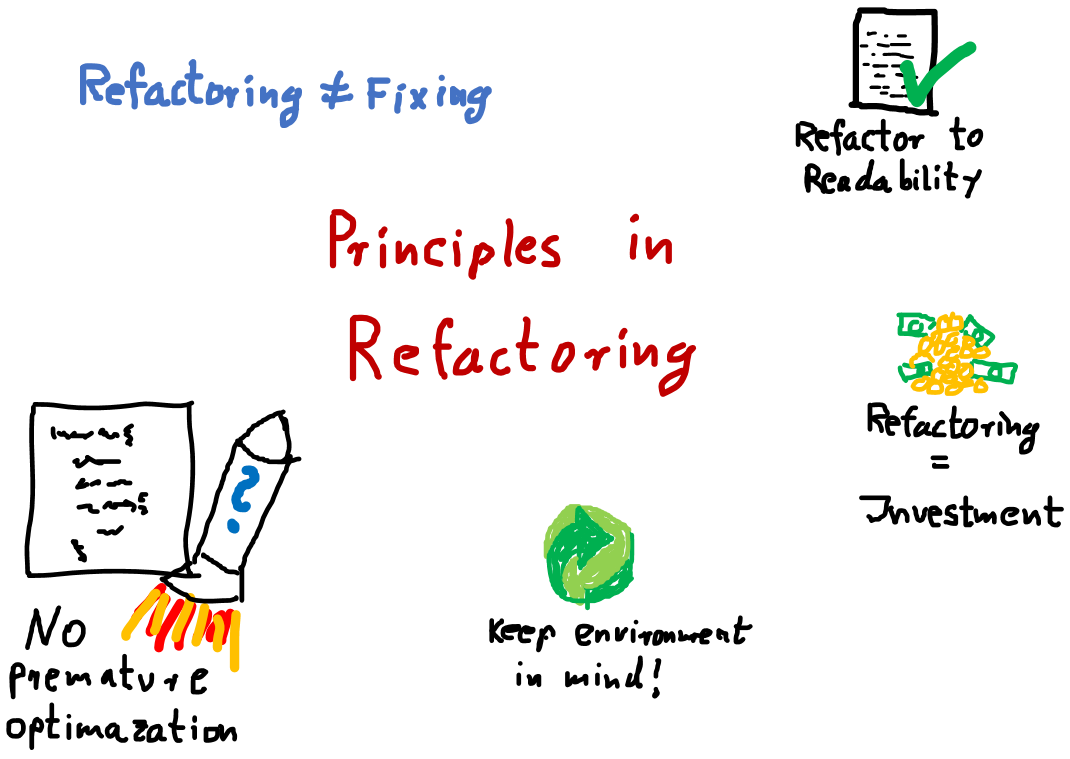 Refactoring ≠ Fixing
Refactor to
Readability
Principles in
Refactoring
Refactoring
=
Investment
?
No
premature
optimazation
Keep environment
in mind!